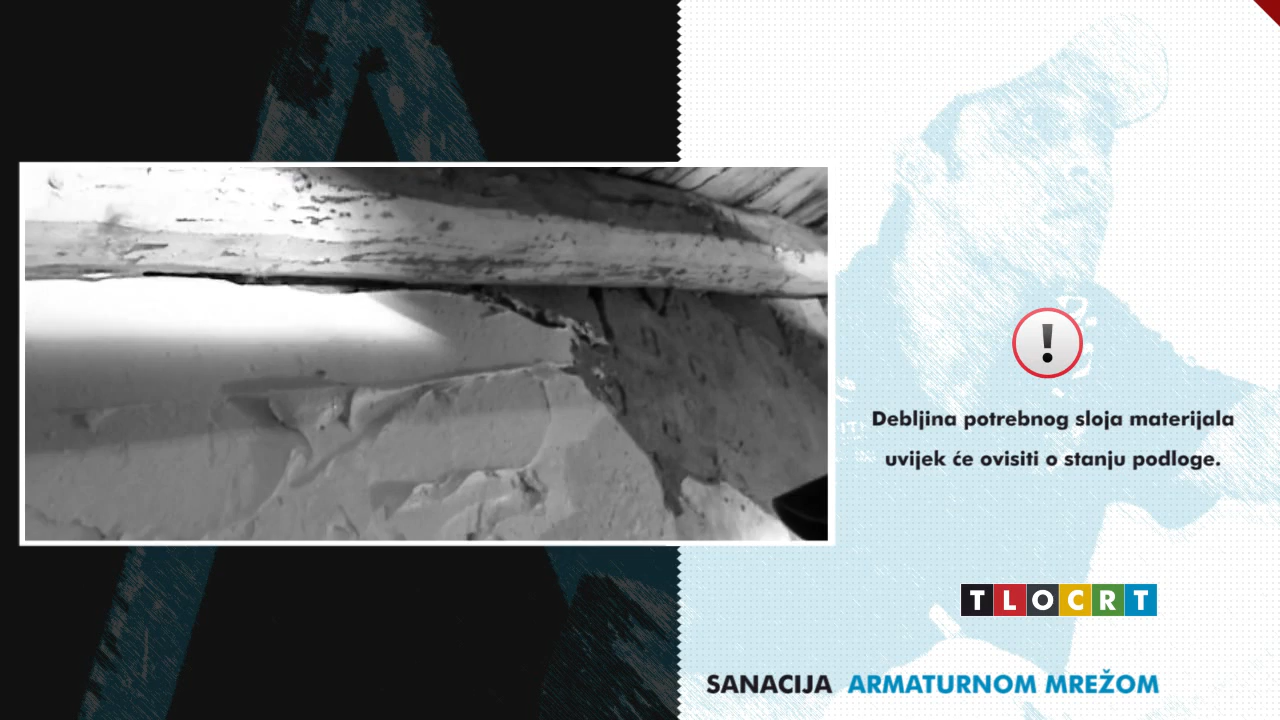 !
Debljina potrebnog sloja materijala
uvijek će ovisiti o stanju podloge.
TLOCRT
SANACIJA ARMATURNOM MREŽOM